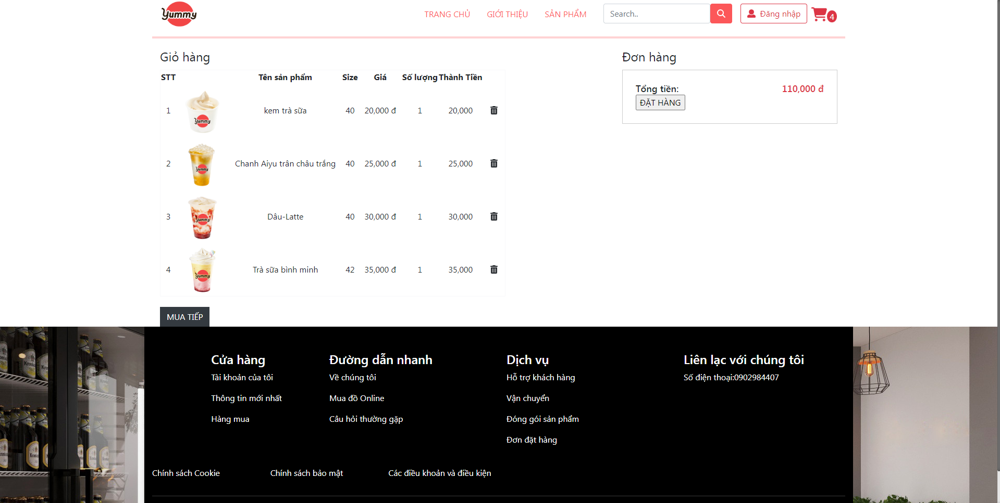 Yummy
TRANG CHỦ GIỚI THIỆU SẢN PHẨM Search.. Đăng nhập 4
Giỏ hàng
Đơn hàng
STT Tên sản phẩm Size Giá Số lượng Thành Tiền
Tổng tiền: 110,000 đ
ĐẶT HÀNG
Yummy
1 kem trà sữa 40 20,000 đ 1 20,000
Yummy
2 Chanh Aiyu trân châu trắng 40 25,000 đ 1 25,000
Yummy
3 Dâu-Latte 40 30,000 đ 1 30,000
Yummy
4 Trà sữa bình minh 42 35,000 đ 1 35,000
MUA TIẾP
Cửa hàng
Tài khoản của tôi
Thông tin mới nhất
Hàng mua
Đường dẫn nhanh
Về chúng tôi
Mua đồ Online
Câu hỏi thường gặp
Dịch vụ
Hỗ trợ khách hàng
Vận chuyển
Đóng gói sản phẩm
Đơn đặt hàng
Liên lạc với chúng tôi
Số điện thoại:0902984407
Chính sách Cookie Chính sách bảo mật Các điều khoản và điều kiện